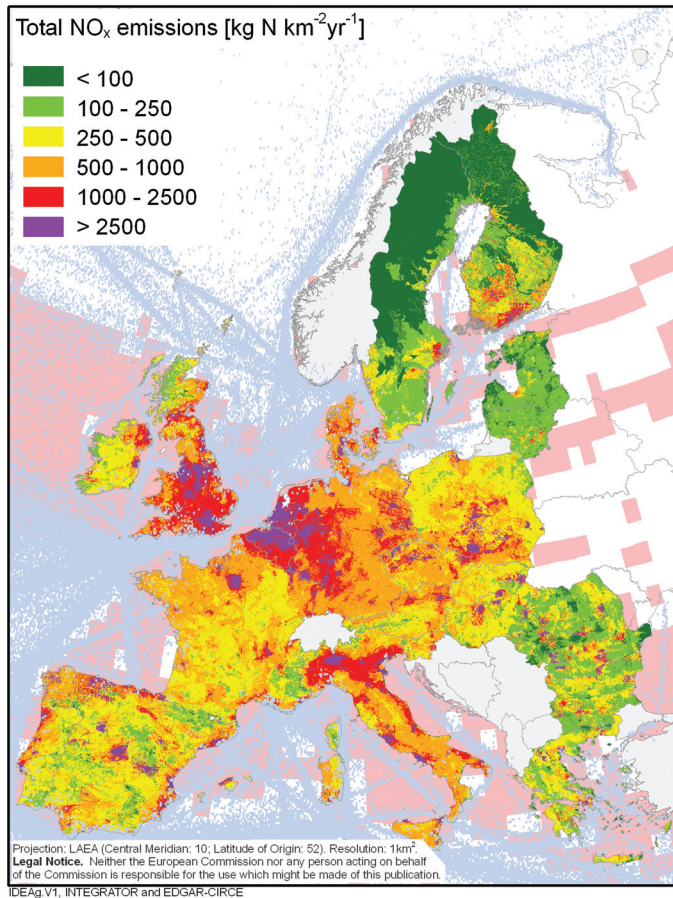 Total NOₓ emissions [kg N km⁻²yr⁻¹]
< 100
100 - 250
250 - 500
500 - 1000
1000 - 2500
> 2500
Projection: LAEA (Central Meridian: 10; Latitude of Origin: 52). Resolution: 1km².
Legal Notice. Neither the European Commission nor any person acting on behalf
of the Commission is responsible for the use which might be made of this publication.
IDEAg.V1, INTEGRATOR and EDGAR-CIRCE